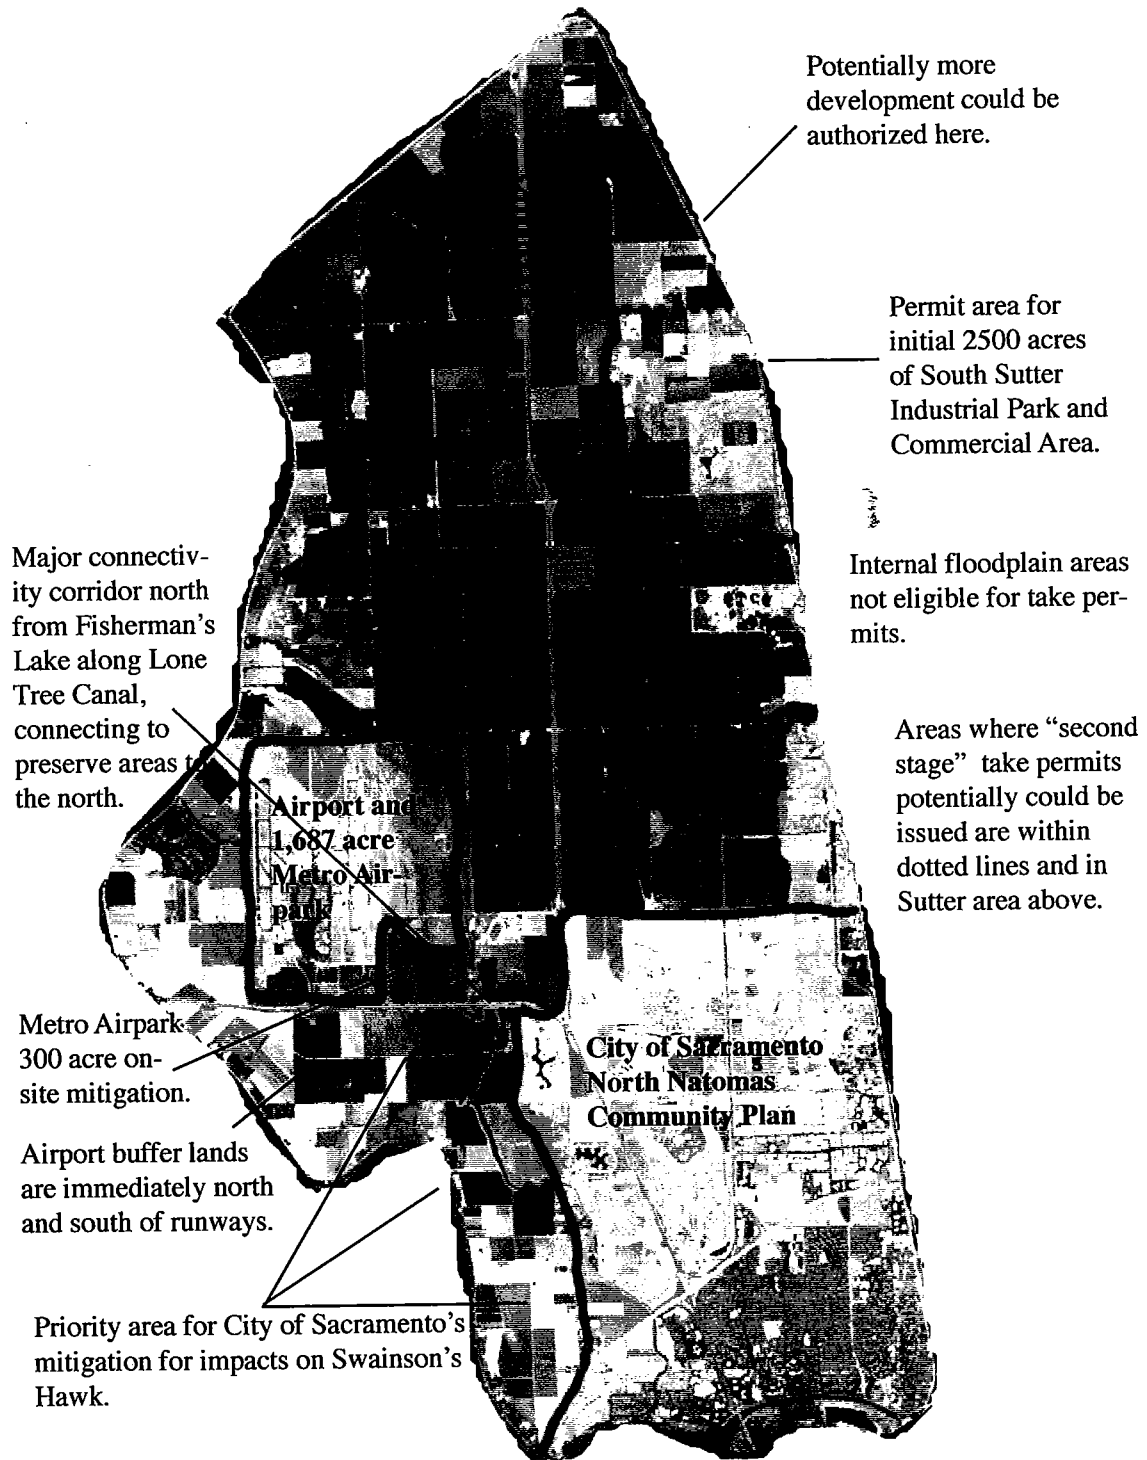 Potentially more
development could be
authorized here.
Permit area for
initial 2500 acres
of South Sutter
Industrial Park and
Commercial Area.
Internal floodplain areas
not eligible for take per-
mits.
Major connectiv-
ity corridor north
from Fisherman's
Lake along Lone
Tree Canal,
connecting to
preserve areas to
the north.
Areas where “second
stage” take permits
potentially could be
issued are within
dotted lines and in
Sutter area above.
Airport and
1,687 acre
Metro Air-
park
Metro Airpark
300 acre on-
site mitigation.
City of Sacramento
North Natomas
Community Plan
Airport buffer lands
are immediately north
and south of runways.
Priority area for City of Sacramento's
mitigation for impacts on Swainson's
Hawk.